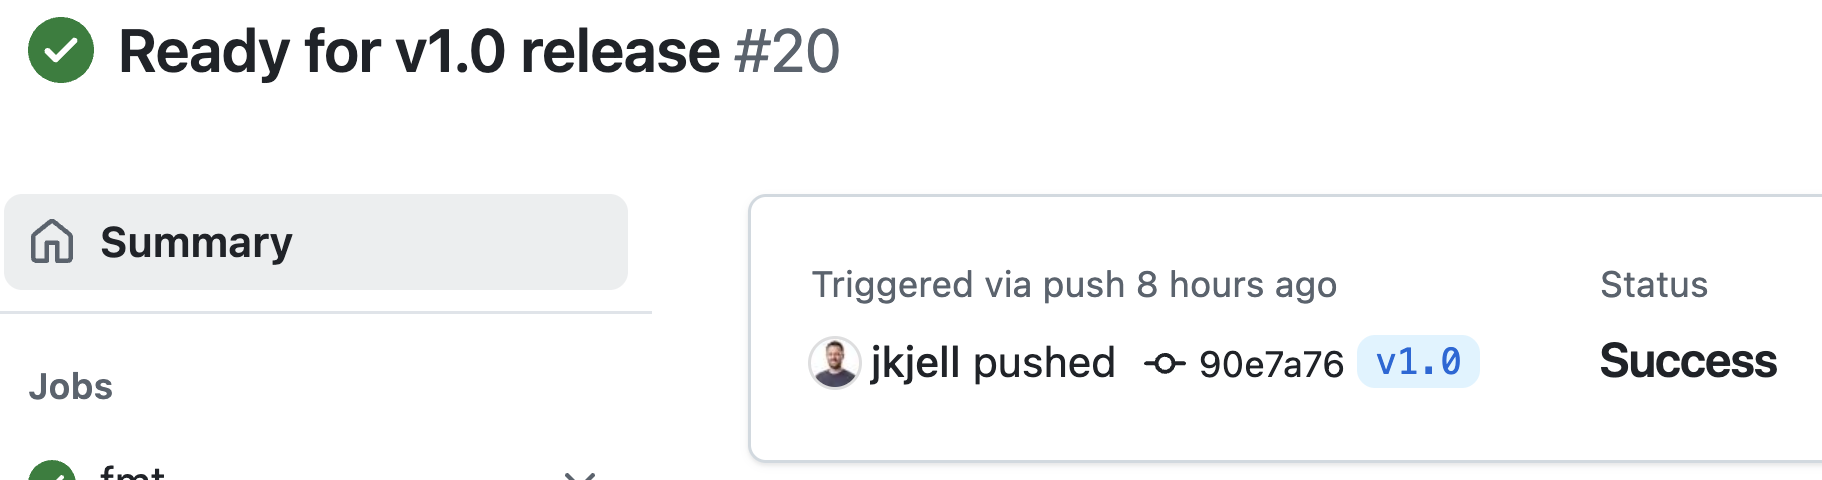 Ready for v1.0 release #20
Summary
Triggered via push 8 hours ago
Status
jkjell pushed 90e7a76 v1.0
Success
Jobs
fmt